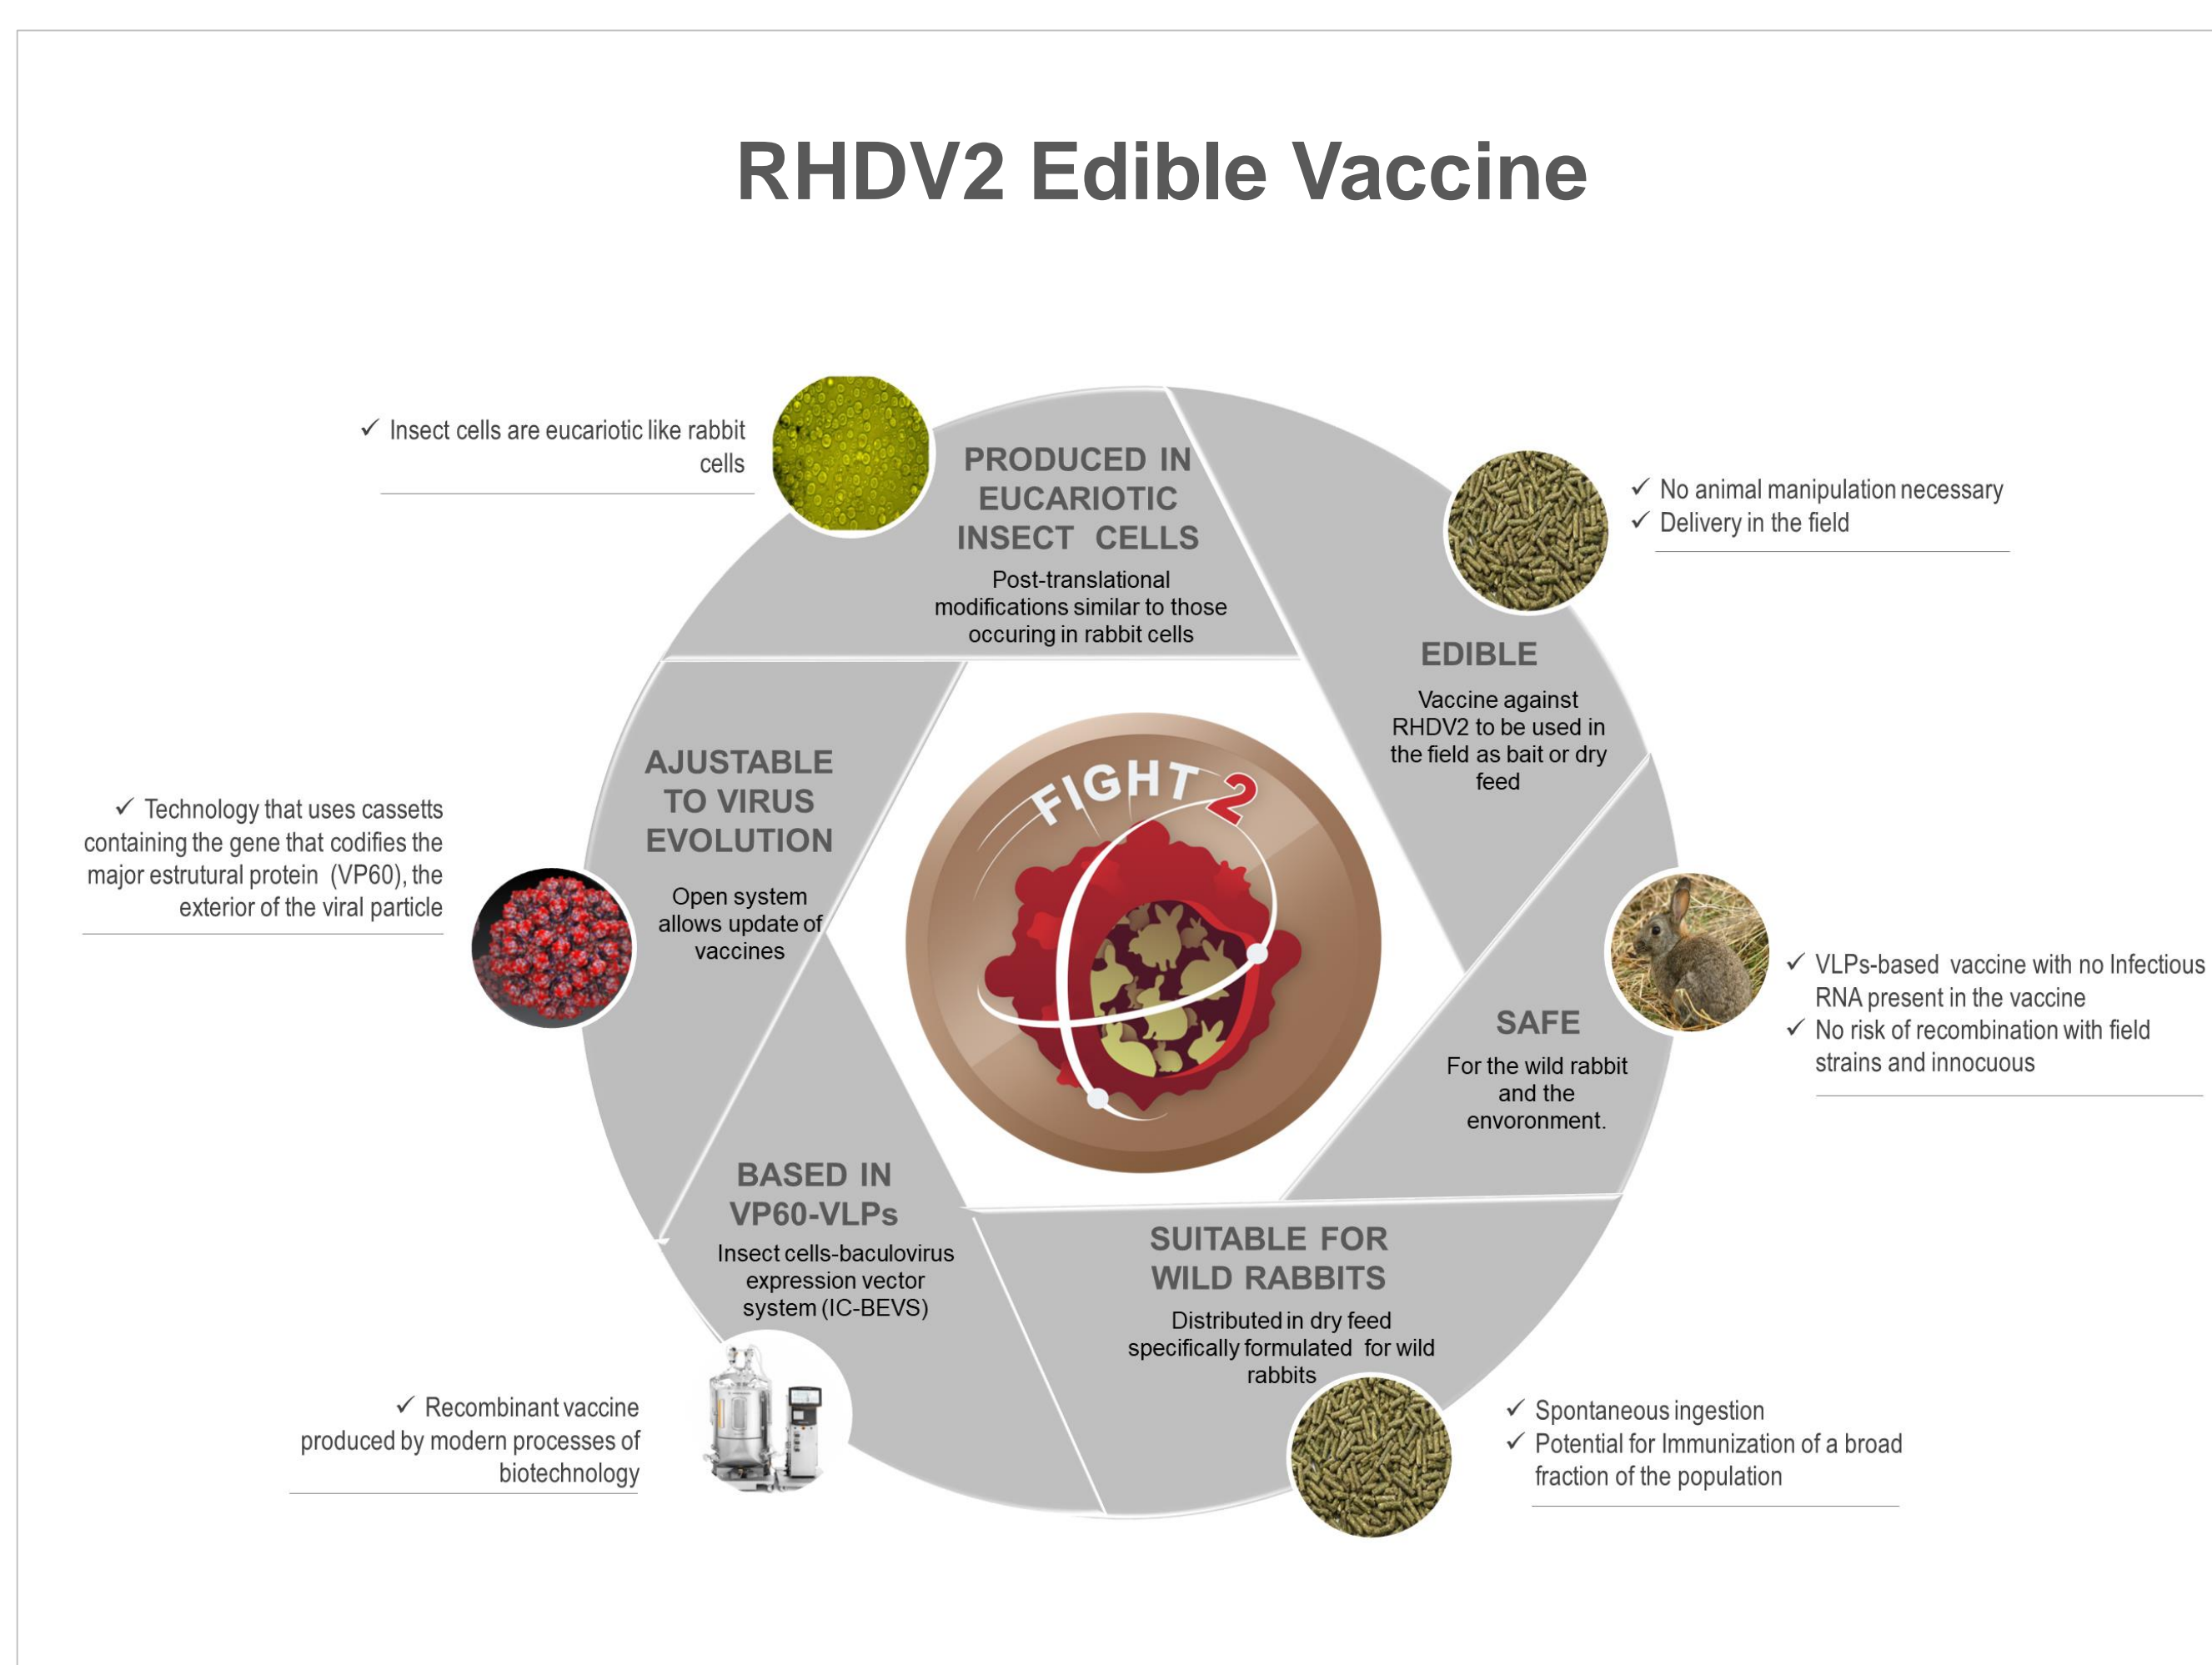 RHDV2 Edible Vaccine
✓ Insect cells are eucariotic like rabbit
cells
PRODUCED IN
EUCARIOTIC
INSECT CELLS
Post-translational
modifications similar to those
occuring in rabbit cells
✓ No animal manipulation necessary
✓ Delivery in the field
EDIBLE
Vaccine against
RHDV2 to be used in
the field as bait or dry
feed
AJUSTABLE
TO VIRUS
EVOLUTION
Open system
allows update of
vaccines
✓ Technology that uses cassetts
containing the gene that codifies the
major estrutural protein (VP60), the
exterior of the viral particle
FIGHT 2
SAFE
For the wild rabbit
and the
envoronment.
✓ VLPs-based vaccine with no Infectious
RNA present in the vaccine
✓ No risk of recombination with field
strains and innocuous
BASED IN
VP60-VLPs
Insect cells-baculovirus
expression vector
system (IC-BEVS)
✓ Recombinant vaccine
produced by modern processes of
biotechnology
SUITABLE FOR
WILD RABBITS
Distributed in dry feed
specifically formulated for wild
rabbits
✓ Spontaneous ingestion
✓ Potential for Immunization of a broad
fraction of the population